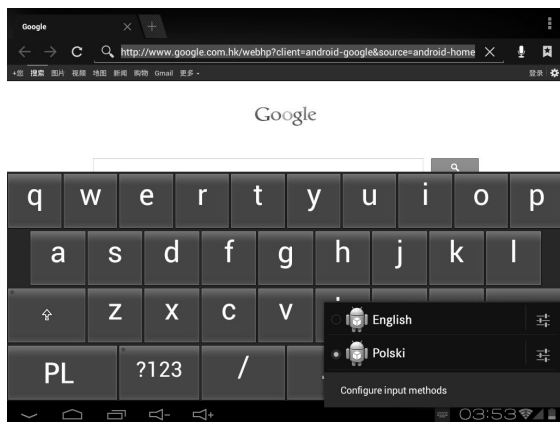 Google
http://www.google.com.hk/webhp?client=android-google&source=android-home
+您 搜索 图片 视频 地图 新闻 购物 Gmail 更多
登录
Google
q w e r t y u i o p
a s d f g h j k l
z x c v
English
Polski
PL ?123 /
Configure input methods
03:53